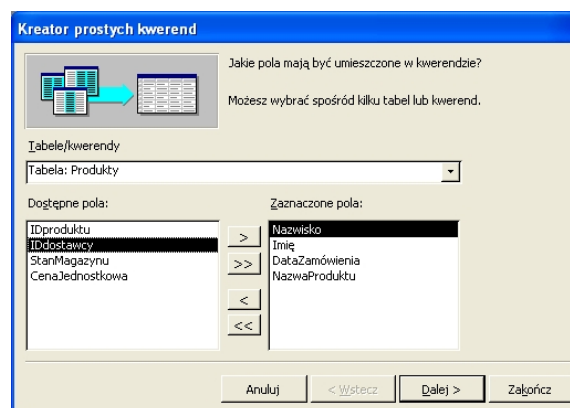 Kreator prostych kwerend
Jakie pola mają być umieszczone w kwerendzie?
Możesz wybrać spośród kilku tabel lub kwerend.
Tabele/kwerendy
Tabela: Produkty
Dostępne pola:
Zaznaczone pola:
IDproduktu
IDdostawcy
StanMagazynu
CenaJednostkowa
>
>>
<
<<
Nazwisko
Imię
DataZamówienia
NazwaProduktu
Anuluj
< Wstecz
Dalej >
Zakończ